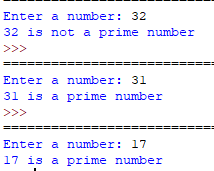 Enter a number: 32
32 is not a prime number
>>>
===========================
Enter a number: 31
31 is a prime number
>>>
===========================
Enter a number: 17
17 is a prime number